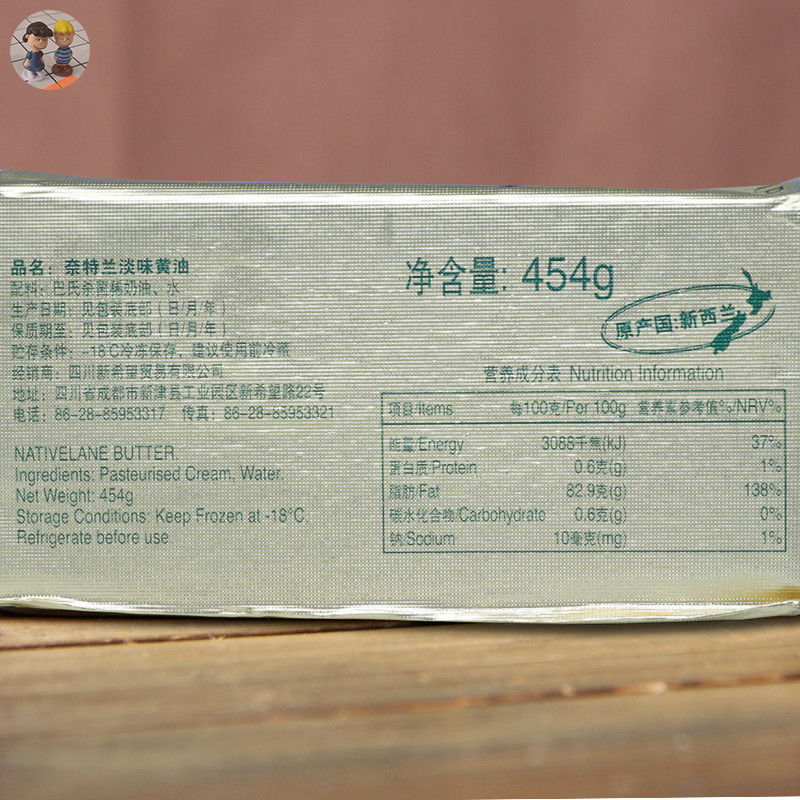 品名：奈特兰淡味黄油
配料：巴氏杀菌稀奶油、水
生产日期：见包装底部（日/月/年）
保质期至：见包装底部（日/月/年）
贮存条件：-18℃冷冻保存，建议使用前冷藏
经销商：四川新希望贸易有限公司
地址：四川省成都市新津县工业园区新希望路22号
电话：86-28-85953317 传真：86-28-85953321
NATIVELANE BUTTER.
Ingredients: Pasteurised Cream, Water.
Net Weight: 454g
Storage Conditions: Keep Frozen at -18°C.
Refrigerate before use.
净含量: 454g
原产国:新西兰
营养成分表 Nutrition Information
项目/Items 每100克/Per 100g 营养素参考值%/NRV%
能量/Energy 3068千焦(kJ) 37%
蛋白质/Protein 0.6克(g) 1%
脂肪/Fat 82.9克(g) 138%
碳水化合物/Carbohydrate 0.6克(g) 0%
钠/Sodium 10毫克(mg) 1%